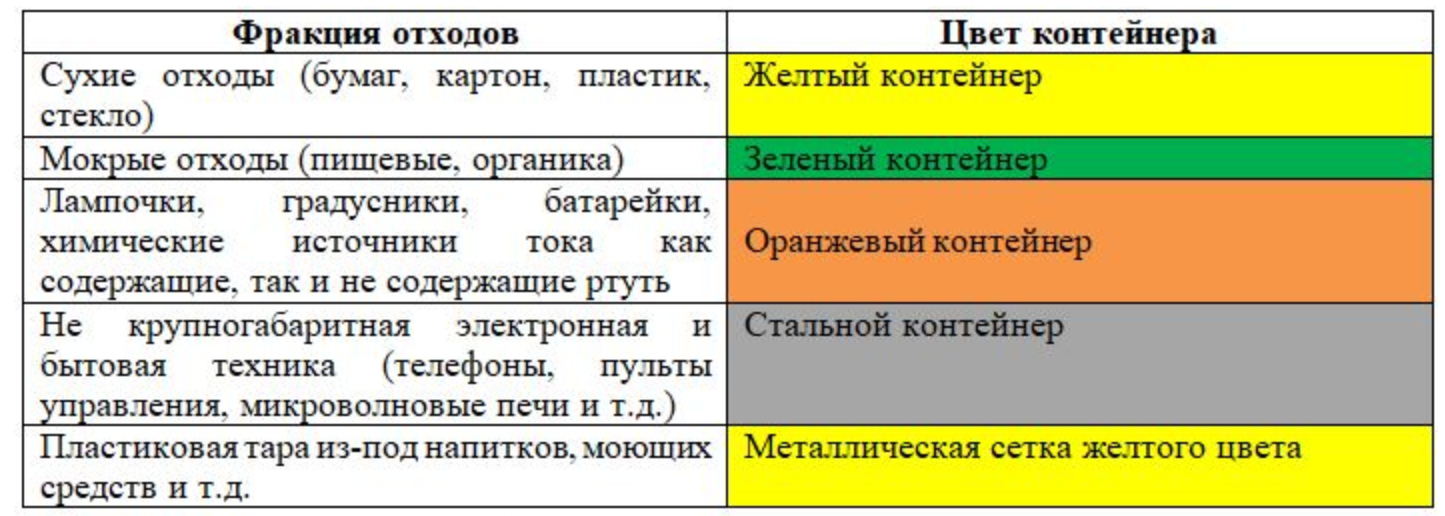 Фракция отходов
Цвет контейнера
Сухие отходы (бумаг, картон, пластик,
стекло)
Желтый контейнер
Мокрые отходы (пищевые, органика)
Зеленый контейнер
Лампочки, градусники, батарейки,
химические источники тока как
содержащие, так и не содержащие ртуть
Оранжевый контейнер
Не крупногабаритная электронная и
бытовая техника (телефоны, пульты
управления, микроволновые печи и т.д.)
Стальной контейнер
Пластиковая тара из-под напитков, моющих
средств и т.д.
Металлическая сетка желтого цвета